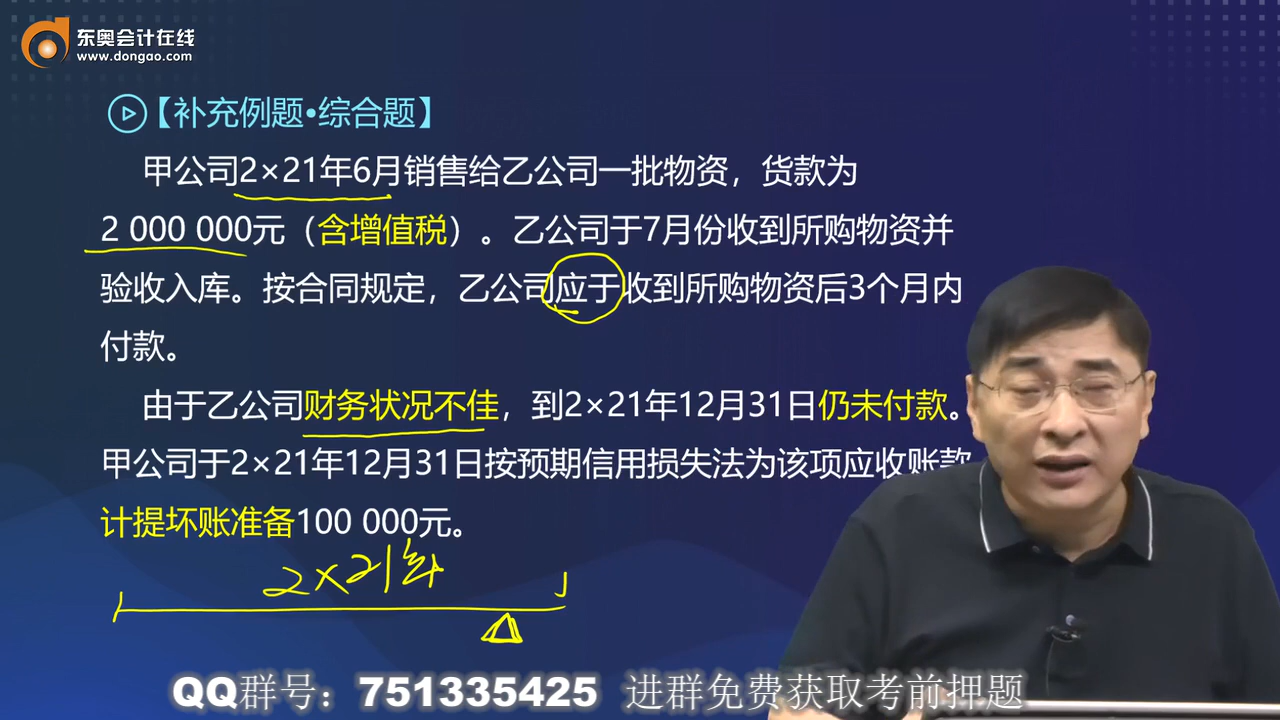 东奥会计在线
www.dongao.com
【补充例题•综合题】
甲公司2×21年6月销售给乙公司一批物资，货款为
2 000 000元（含增值税）。乙公司于7月份收到所购物资并
验收入库。按合同规定，乙公司应于收到所购物资后3个月内
付款。
由于乙公司财务状况不佳，到2×21年12月31日仍未付款。
甲公司于2×21年12月31日按预期信用损失法为该项应收账款
计提坏账准备100 000元。
2×21年
QQ群号：751335425 进群免费获取考前押题